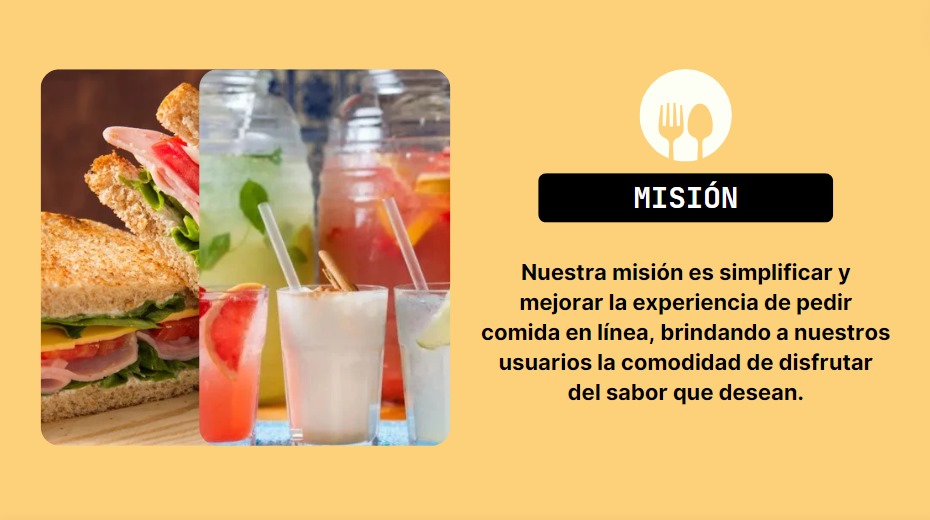 MISIÓN
Nuestra misión es simplificar y
mejorar la experiencia de pedir
comida en línea, brindando a nuestros
usuarios la comodidad de disfrutar
del sabor que desean.